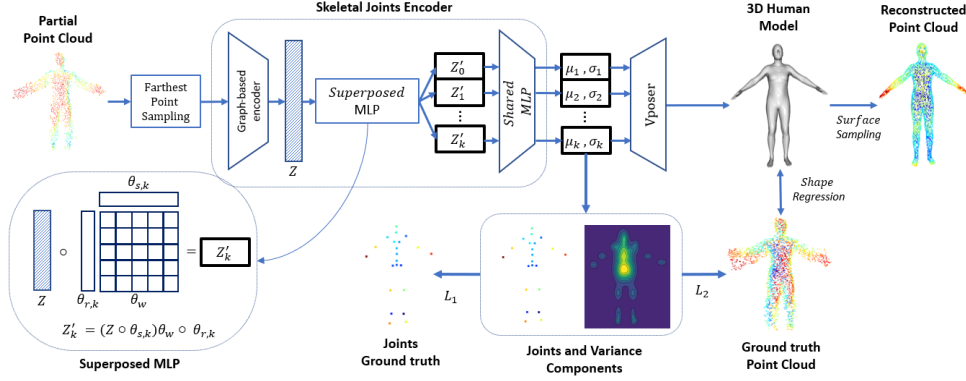 Skeletal Joints Encoder
Partial
Point Cloud
3D Human
Model
Reconstructed
Point Cloud
Farthest
Point
Sampling
Graph-based
encoder
Z
Superposed
MLP
Z′₀
Z′₁
⋮
Z′ₖ
Shared
MLP
μ₁ , σ₁
μ₂ , σ₂
⋮
μₖ , σₖ
Vposer
Surface
Sampling
Shape
Regression
θₛ,ₖ
Z
∘
θᵣ,ₖ
θ_w
=
Z′ₖ
Z′ₖ = (Z ∘ θₛ,ₖ)θ_w ∘ θᵣ,ₖ
Superposed MLP
L₁
L₂
Joints
Ground truth
Joints and Variance
Components
Ground truth
Point Cloud